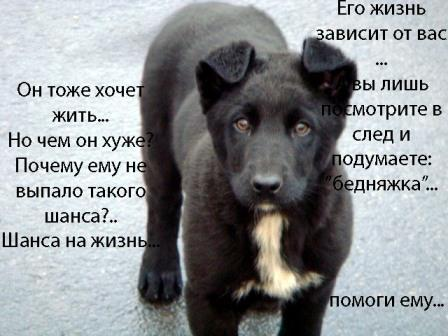 Он тоже хочет
жить...
Но чем он хуже?
Почему ему не
выпало такого
шанса?..
Шанса на жизнь...
Его жизнь
зависит от вас
...
А вы лишь
посмотрите в
след и
подумаете:
"бедняжка"...
помоги ему...